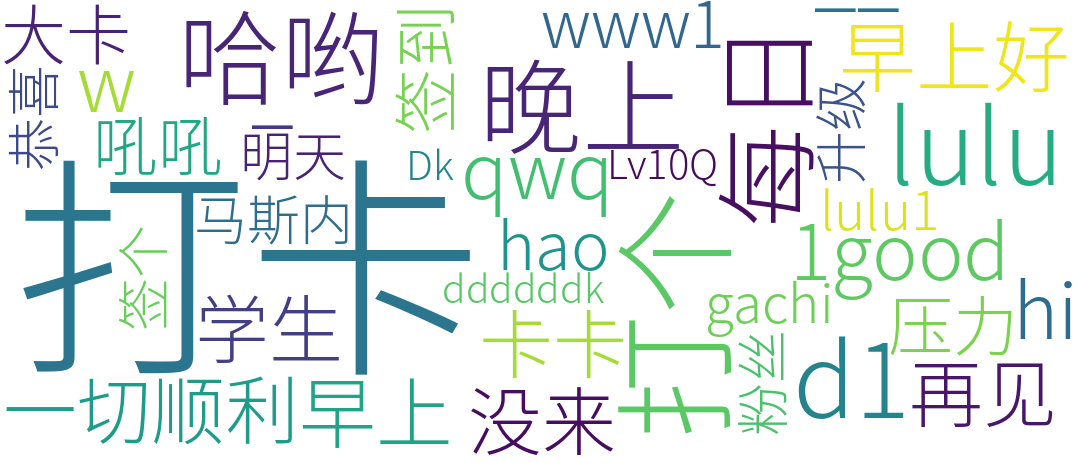 大卡
哈哟
签到
www1
一一
早上好
恭喜
w
吼吼
明天
晚上
每日
升级
lulu
Dk
qwq
Lv10Q
打卡
马斯内
签个
hao
打个
lulu1
1good
学生
ddddddk
gachi
hi
卡卡
压力
粉丝
d1
再见
一切顺利
早上
没来